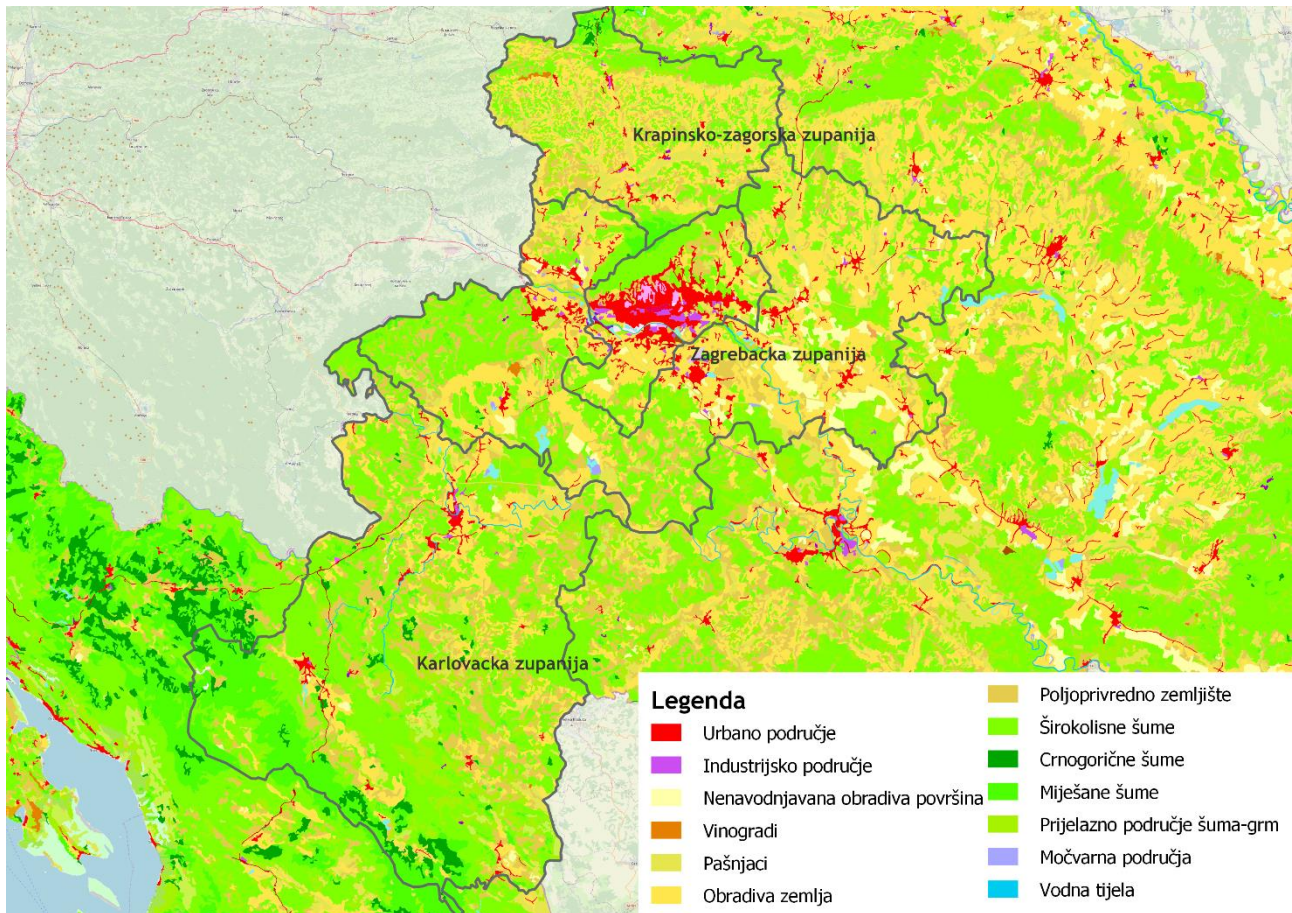 Krapinsko-zagorska zupanija
Zagrebacka zupanija
Karlovacka zupanija
Legenda
Urbano područje
Industrijsko područje
Nenavodnjavana obradiva površina
Vinogradi
Pašnjaci
Obradiva zemlja
Poljoprivredno zemljište
Širokolisne šume
Crnogorične šume
Miješane šume
Prijelazno područje šuma-grm
Močvarna područja
Vodna tijela